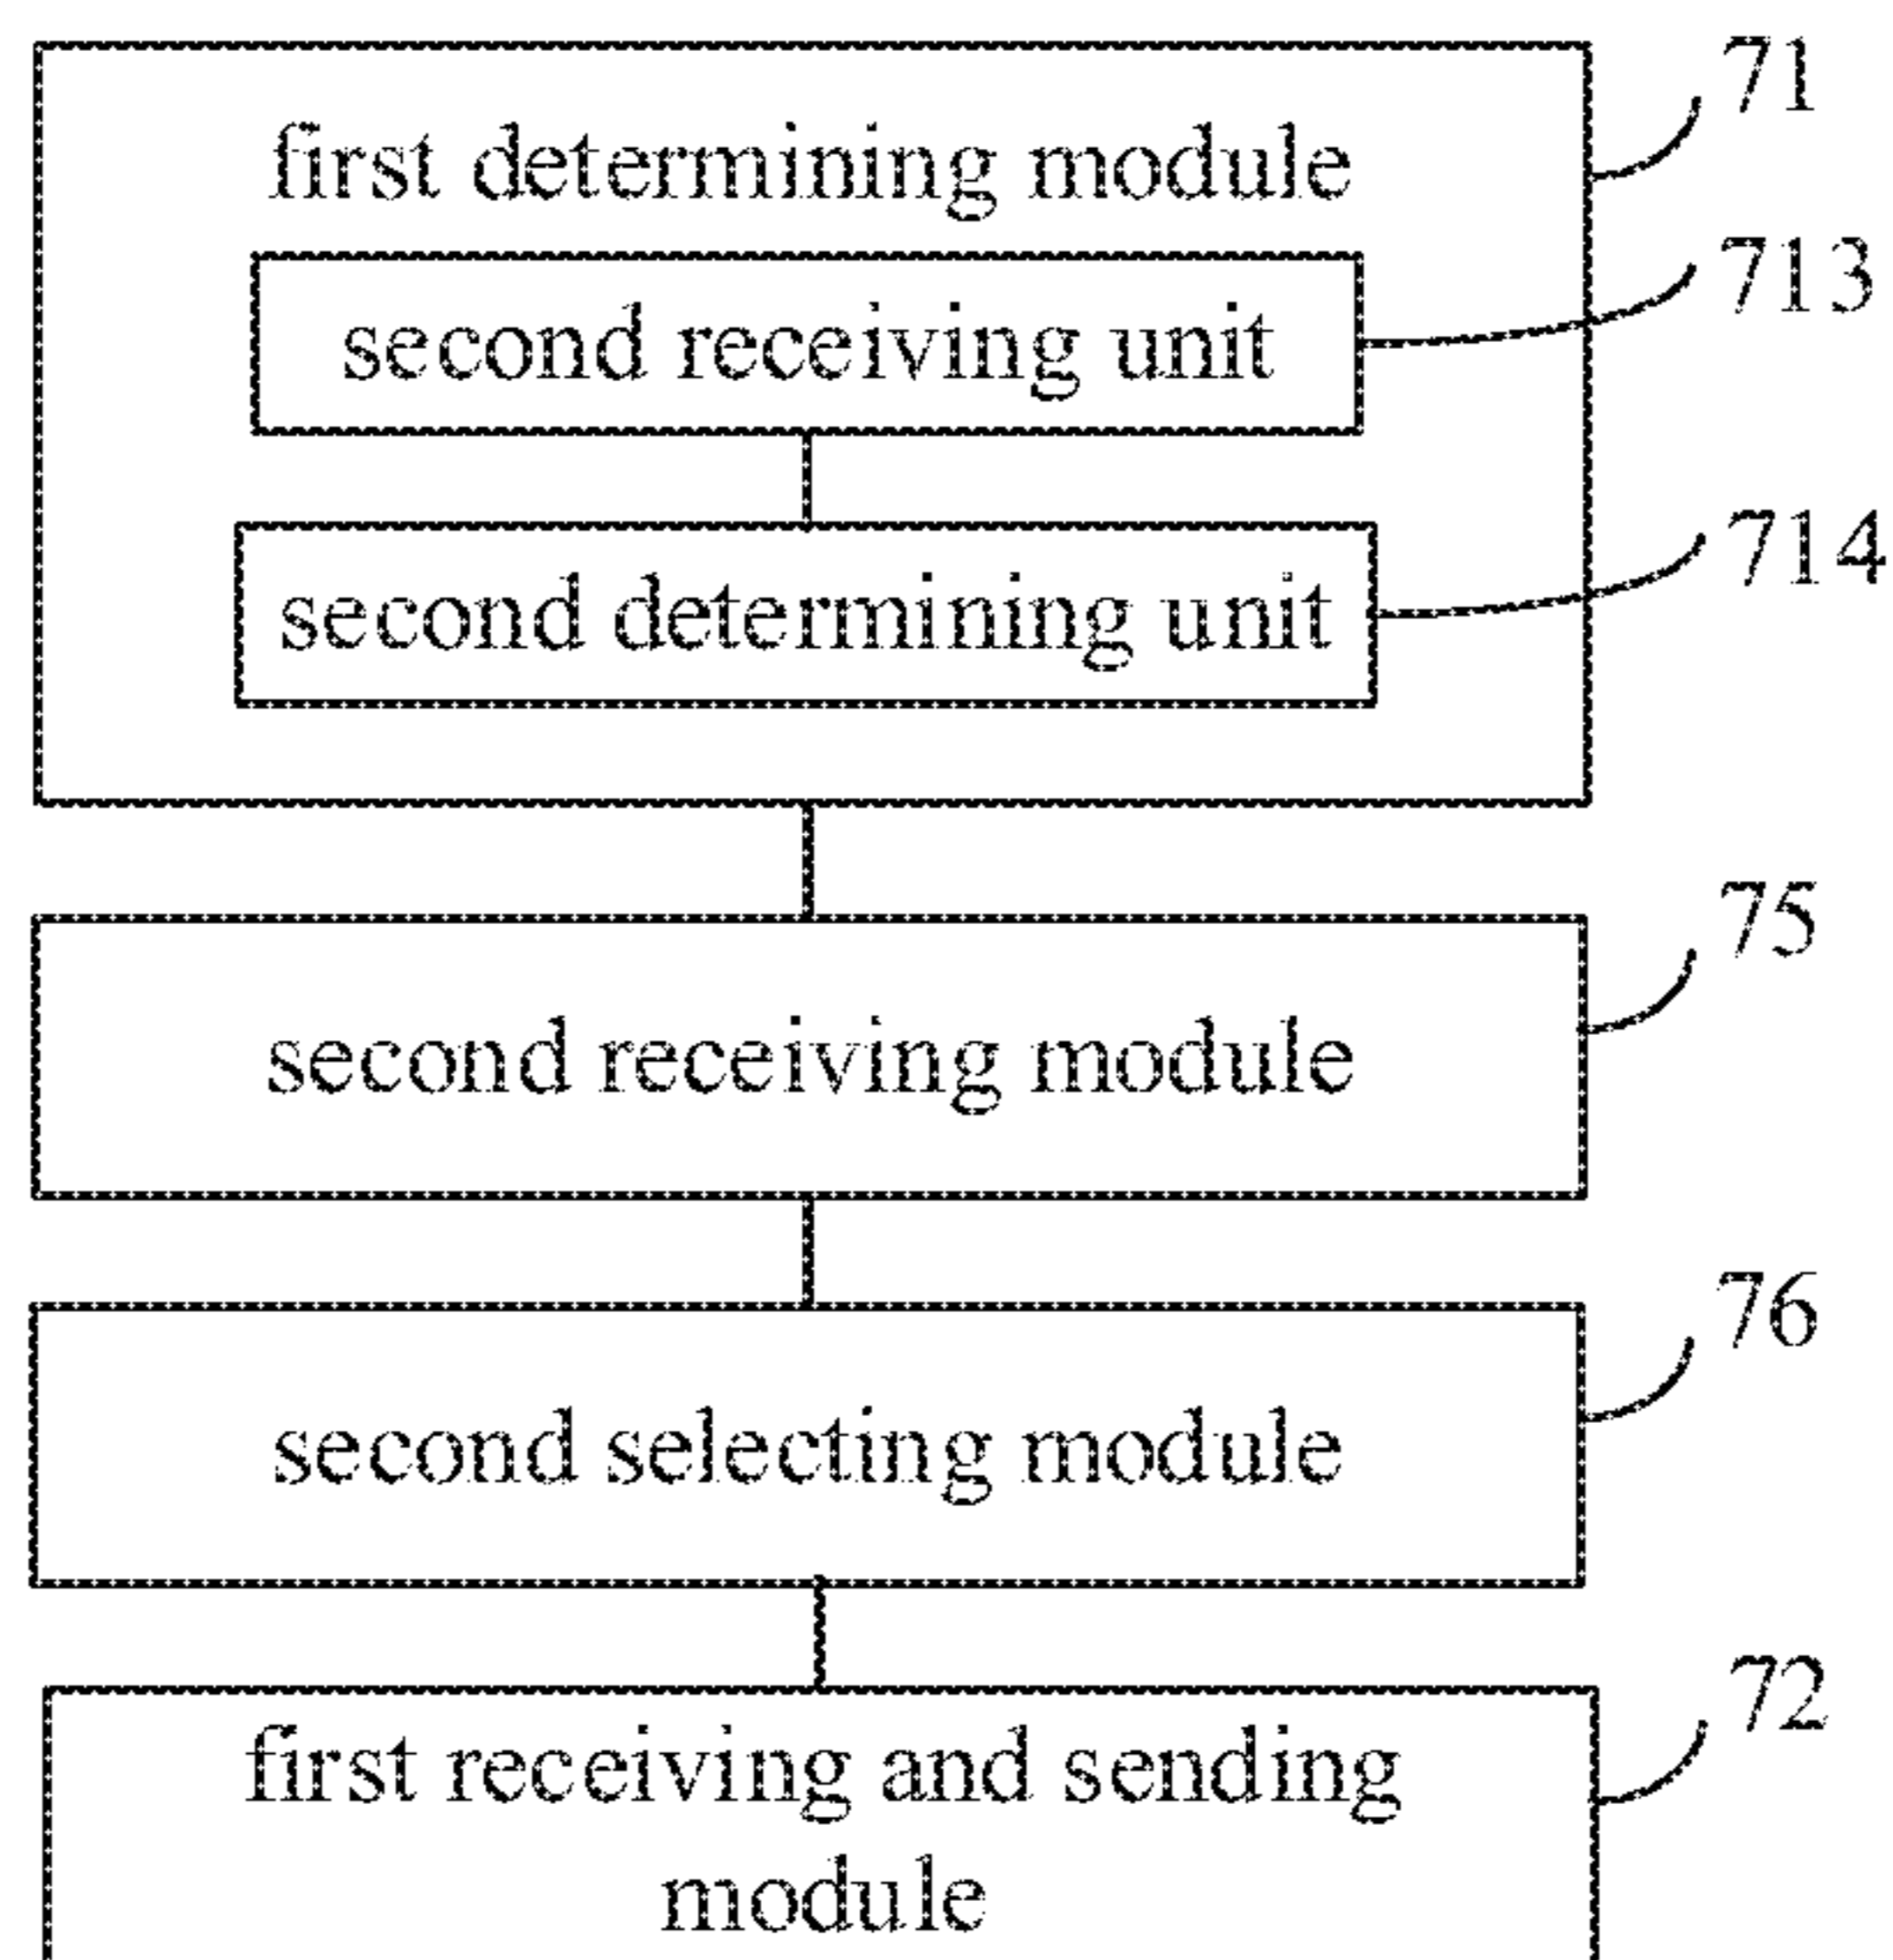 71
first determining module
713
second receiving unit
714
second determining unit
75
second receiving module
76
second selecting module
72
first receiving and sending
module